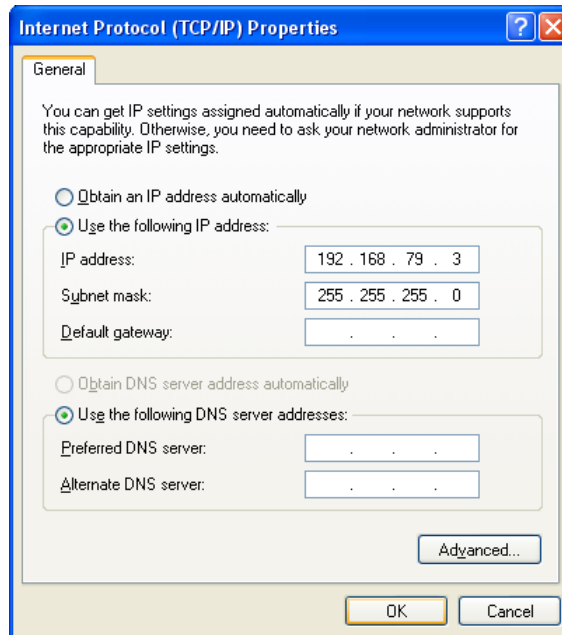 Internet Protocol (TCP/IP) Properties
General
You can get IP settings assigned automatically if your network supports
this capability. Otherwise, you need to ask your network administrator for
the appropriate IP settings.
Obtain an IP address automatically
Use the following IP address:
IP address: 192 . 168 . 79 . 3
Subnet mask: 255 . 255 . 255 . 0
Default gateway: . . .
Obtain DNS server address automatically
Use the following DNS server addresses:
Preferred DNS server: . . .
Alternate DNS server: . . .
Advanced...
OK Cancel